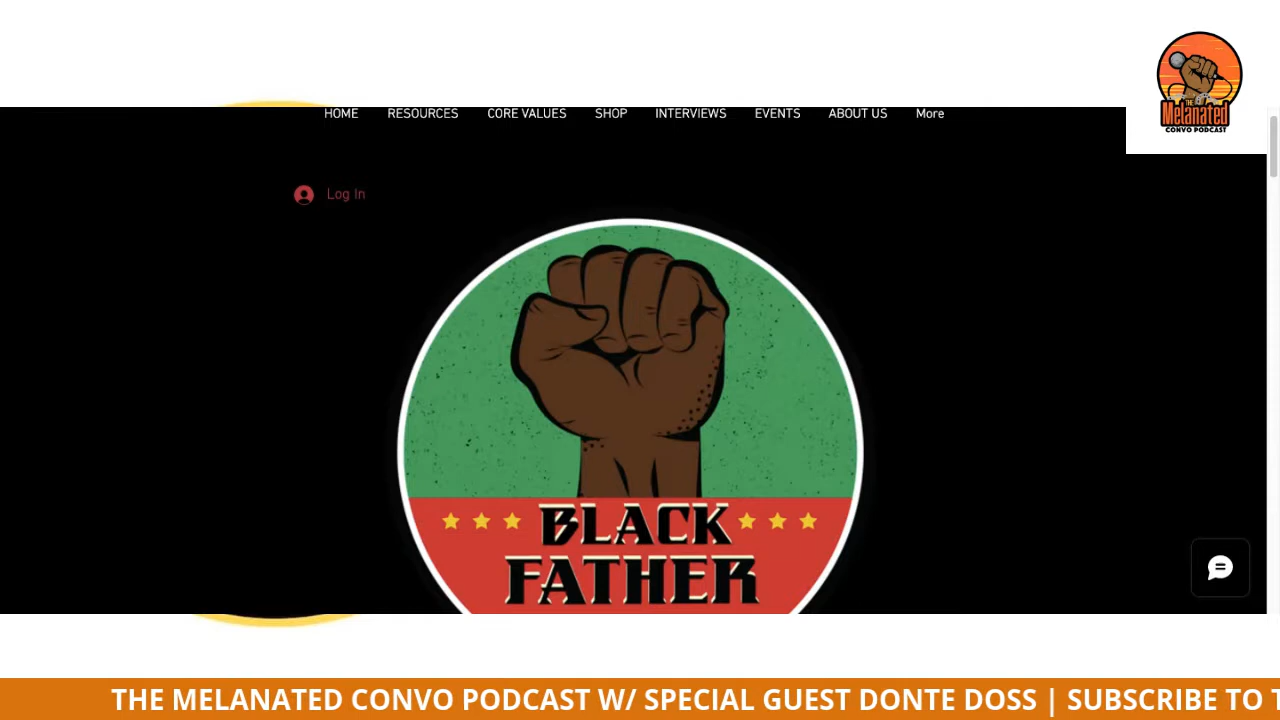 HOME RESOURCES CORE VALUES SHOP INTERVIEWS EVENTS ABOUT US More
THE
Melanated
CONVO PODCAST
Log In
BLACK
FATHER
THE MELANATED CONVO PODCAST W/ SPECIAL GUEST DONTE DOSS | SUBSCRIBE TO T